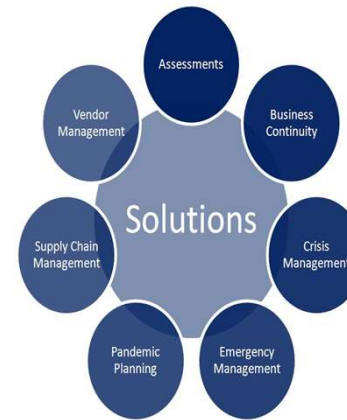 Assessments
Business
Continuity
Crisis
Management
Emergency
Management
Pandemic
Planning
Supply Chain
Management
Vendor
Management
Solutions